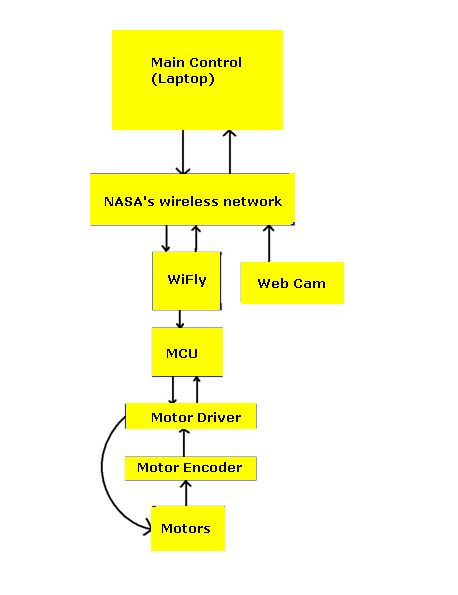 Main Control
(Laptop)
NASA's wireless network
WiFly
Web Cam
MCU
Motor Driver
Motor Encoder
Motors